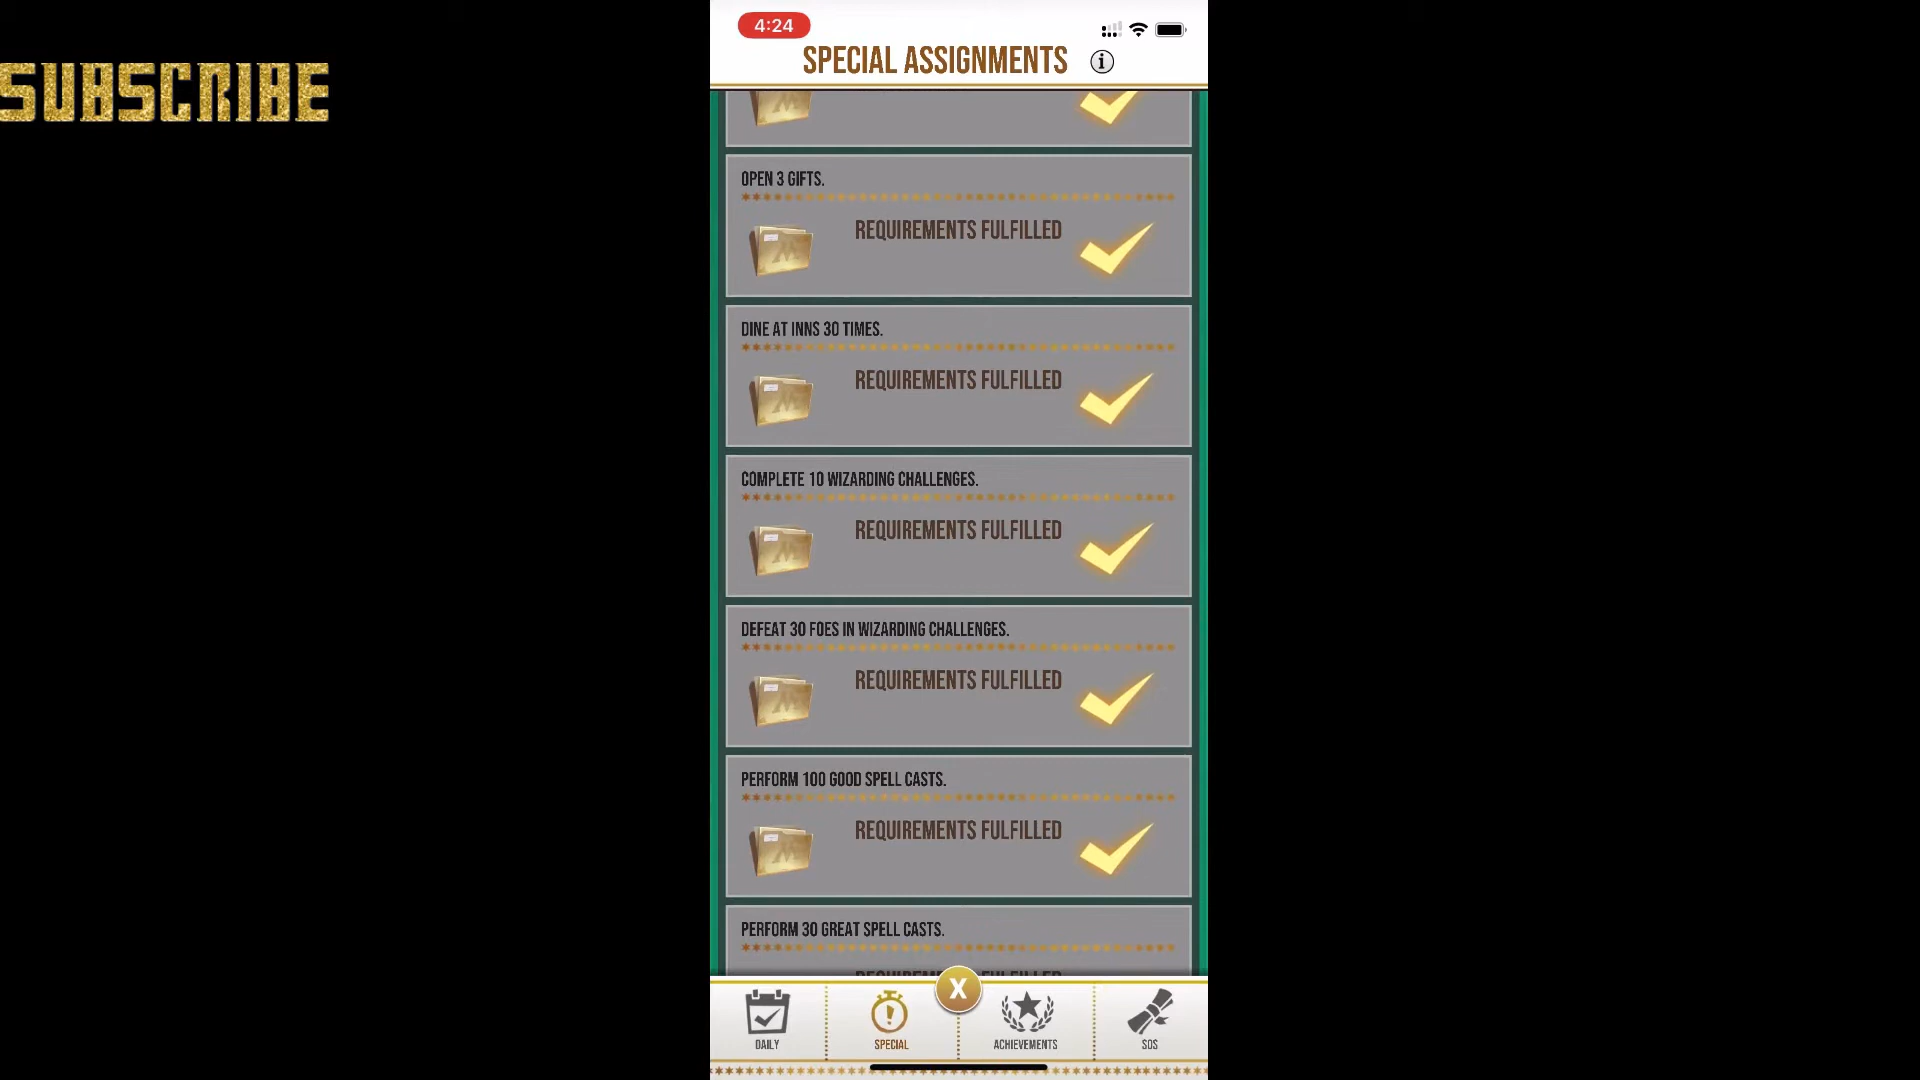 SUBSCRIBE
4:24
SPECIAL ASSIGNMENTS
OPEN 3 GIFTS.
REQUIREMENTS FULFILLED
DINE AT INNS 30 TIMES.
REQUIREMENTS FULFILLED
COMPLETE 10 WIZARDING CHALLENGES.
REQUIREMENTS FULFILLED
DEFEAT 30 FOES IN WIZARDING CHALLENGES.
REQUIREMENTS FULFILLED
PERFORM 100 GOOD SPELL CASTS.
REQUIREMENTS FULFILLED
PERFORM 30 GREAT SPELL CASTS.
X
DAILY
SPECIAL
ACHIEVEMENTS
SOS